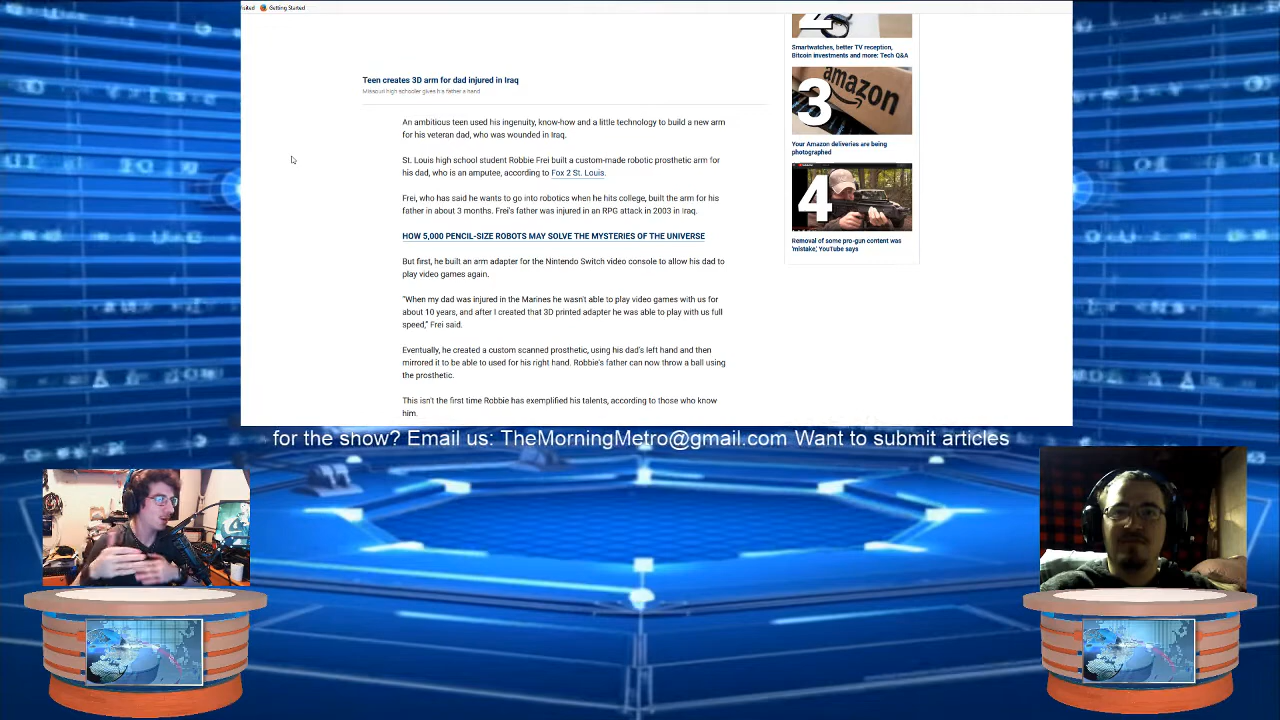 Getting Started
Teen creates 3D arm for dad injured in Iraq
Missouri high schooler gives his father a hand
An ambitious teen used his ingenuity, know-how and a little technology to build a new arm
for his veteran dad, who was wounded in Iraq.
St. Louis high school student Robbie Frei built a custom-made robotic prosthetic arm for
his dad, who is an amputee, according to Fox 2 St. Louis.
Frei, who has said he wants to go into robotics when he hits college, built the arm for his
father in about 3 months. Frei's father was injured in an RPG attack in 2003 in Iraq.
HOW 5,000 PENCIL-SIZE ROBOTS MAY SOLVE THE MYSTERIES OF THE UNIVERSE
But first, he built an arm adapter for the Nintendo Switch video console to allow his dad to
play video games again.
"When my dad was injured in the Marines he wasn't able to play video games with us for
about 10 years, and after I created that 3D printed adapter he was able to play with us full
speed," Frei said.
Eventually, he created a custom scanned prosthetic, using his dad's left hand and then
mirrored it to be able to used for his right hand. Robbie's father can now throw a ball using
the prosthetic.
This isn't the first time Robbie has exemplified his talents, according to those who know
him.
2
Smartwatches, better TV reception,
Bitcoin investments and more: Tech Q&A
amazon
3
Your Amazon deliveries are being
photographed
4
Removal of some pro-gun content was
'mistake,' YouTube says
for the show? Email us: TheMorningMetro@gmail.com Want to submit articles